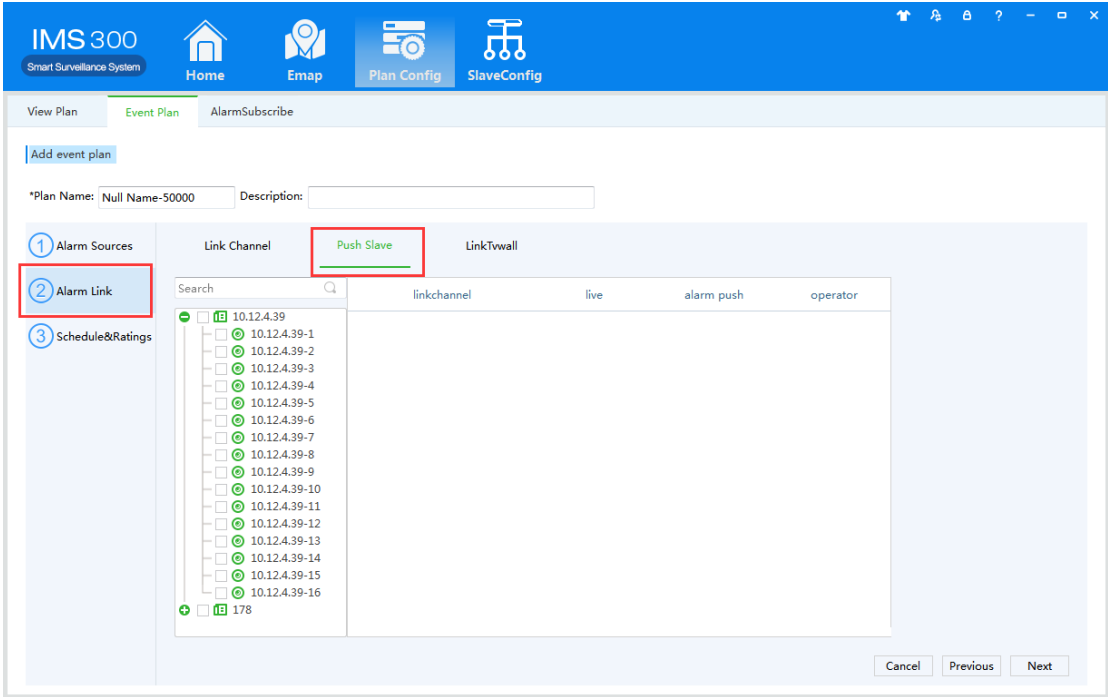 IMS 300
Smart Surveillance System
Home
Emap
Plan Config
SlaveConfig
?
View Plan
Event Plan
AlarmSubscribe
Add event plan
*Plan Name: Null Name-50000 Description:
1 Alarm Sources
2 Alarm Link
3 Schedule&Ratings
Link Channel
Push Slave
LinkTvwall
Search
linkchannel live alarm push operator
10.12.4.39
10.12.4.39-1
10.12.4.39-2
10.12.4.39-3
10.12.4.39-4
10.12.4.39-5
10.12.4.39-6
10.12.4.39-7
10.12.4.39-8
10.12.4.39-9
10.12.4.39-10
10.12.4.39-11
10.12.4.39-12
10.12.4.39-13
10.12.4.39-14
10.12.4.39-15
10.12.4.39-16
178
Cancel Previous Next